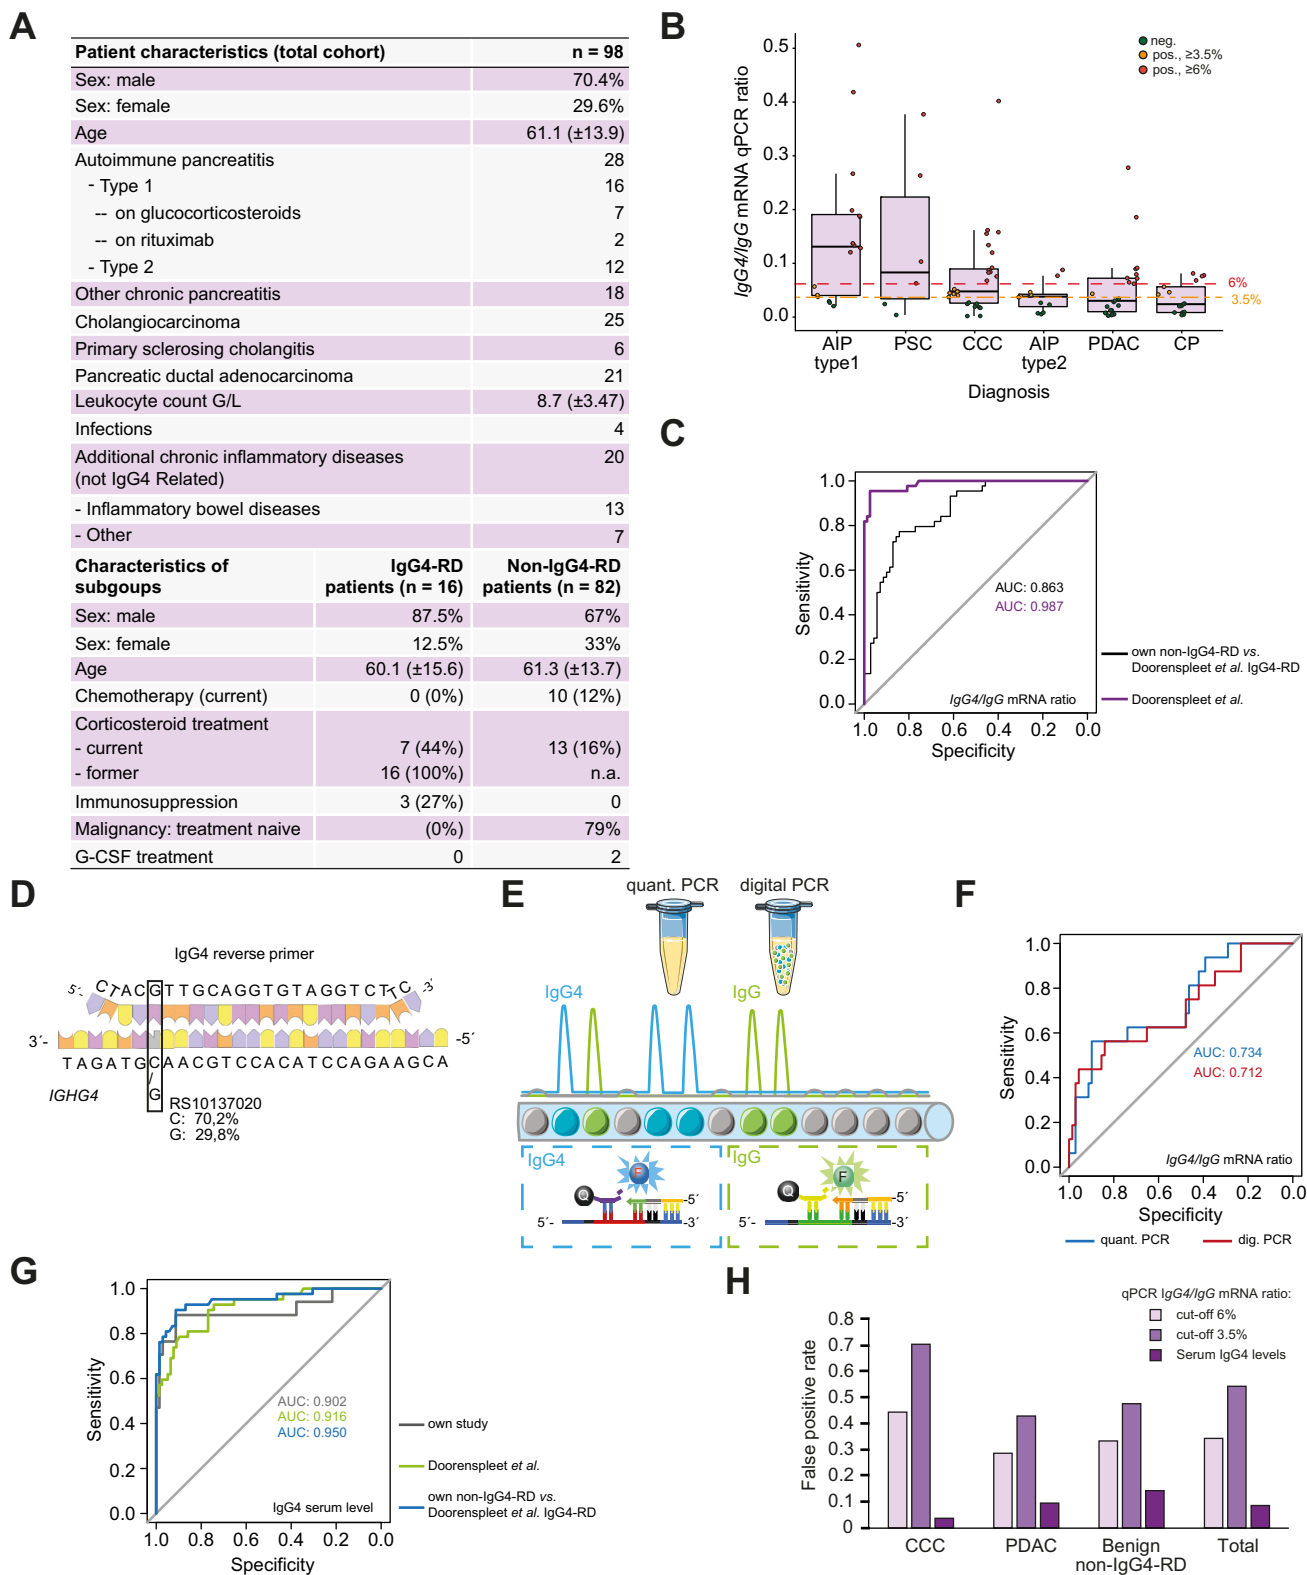 A
Patient characteristics (total cohort) n = 98
Sex: male 70.4%
Sex: female 29.6%
Age 61.1 (±13.9)
Autoimmune pancreatitis 28
- Type 1 16
-- on glucocorticosteroids 7
-- on rituximab 2
- Type 2 12
Other chronic pancreatitis 18
Cholangiocarcinoma 25
Primary sclerosing cholangitis 6
Pancreatic ductal adenocarcinoma 21
Leukocyte count G/L 8.7 (±3.47)
Infections 4
Additional chronic inflammatory diseases 20
(not IgG4 Related)
- Inflammatory bowel diseases 13
- Other 7
Characteristics of IgG4-RD Non-IgG4-RD
subgoups patients (n = 16) patients (n = 82)
Sex: male 87.5% 67%
Sex: female 12.5% 33%
Age 60.1 (±15.6) 61.3 (±13.7)
Chemotherapy (current) 0 (0%) 10 (12%)
Corticosteroid treatment
- current 7 (44%) 13 (16%)
- former 16 (100%) n.a.
Immunosuppression 3 (27%) 0
Malignancy: treatment naive (0%) 79%
G-CSF treatment 0 2
B
IgG4/IgG mRNA qPCR ratio
0.5
0.4
0.3
0.2
0.1
0.0
neg.
pos., ≥3.5%
pos., ≥6%
6%
3.5%
AIP PSC CCC AIP PDAC CP
type1 type2
Diagnosis
C
Sensitivity
1.0
0.8
0.6
0.4
0.2
0.0
AUC: 0.863
AUC: 0.987
IgG4/IgG mRNA ratio
1.0 0.8 0.6 0.4 0.2 0.0
Specificity
own non-IgG4-RD vs.
Doorenspleet et al. IgG4-RD
Doorenspleet et al.
D
IgG4 reverse primer
5´- CTACGTTGCAGGTGTAGGTCTTC -3´
3´- -5´
TAGATGCAACGTCCACATCCAGAAGCA
/
G
IGHG4
RS10137020
C: 70,2%
G: 29,8%
E
quant. PCR digital PCR
IgG4 IgG
IgG4 IgG
Q F Q F
-5´ -5´
5´- -3´ 5´- -3´
F
Sensitivity
1.0
0.8
0.6
0.4
0.2
0.0
AUC: 0.734
AUC: 0.712
IgG4/IgG mRNA ratio
1.0 0.8 0.6 0.4 0.2 0.0
Specificity
quant. PCR dig. PCR
G
Sensitivity
1.0
0.8
0.6
0.4
0.2
0.0
AUC: 0.902
AUC: 0.916
AUC: 0.950
IgG4 serum level
1.0 0.8 0.6 0.4 0.2 0.0
Specificity
own study
Doorenspleet et al.
own non-IgG4-RD vs.
Doorenspleet et al. IgG4-RD
H
qPCR IgG4/IgG mRNA ratio:
cut-off 6%
cut-off 3.5%
Serum IgG4 levels
False positive rate
0.8
0.7
0.6
0.5
0.4
0.3
0.2
0.1
0
CCC PDAC Benign Total
non-IgG4-RD